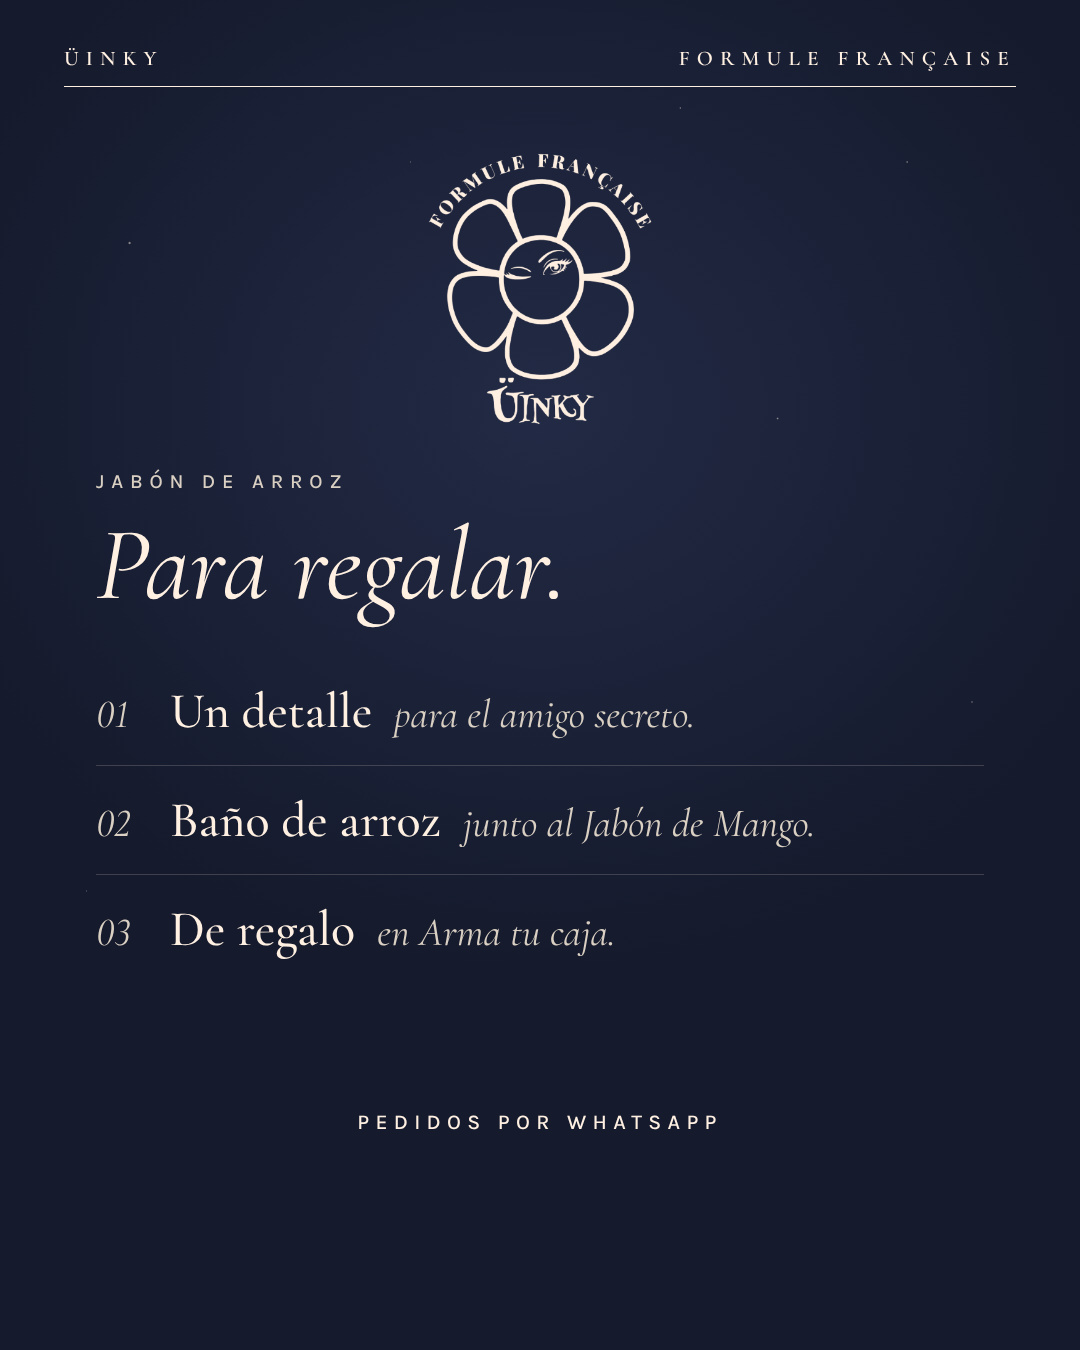 ÜINKY
FORMULE FRANÇAISE
FORMULE FRANÇAISE
ÜINKY
JABÓN DE ARROZ
Para regalar.
01 Un detalle para el amigo secreto.
02 Baño de arroz junto al Jabón de Mango.
03 De regalo en Arma tu caja.
PEDIDOS POR WHATSAPP